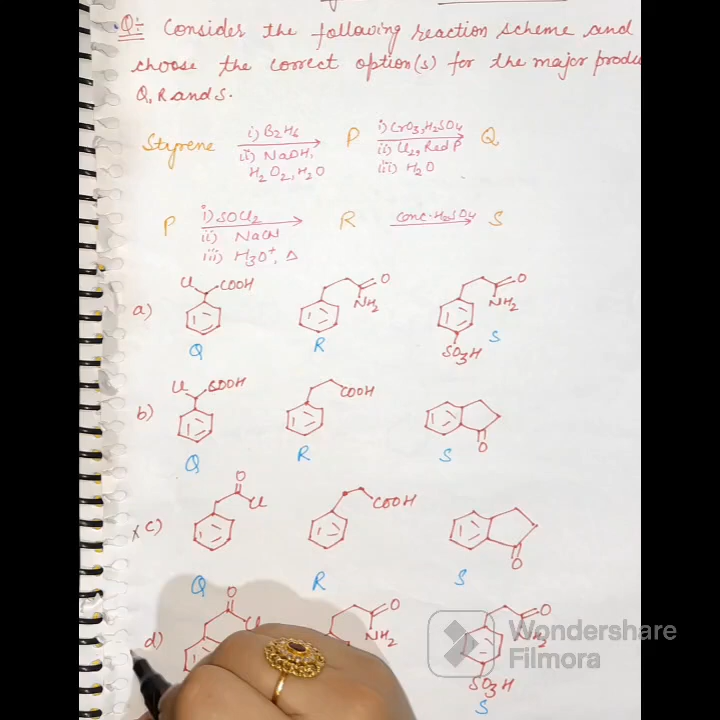 Q:- Consider the following reaction scheme and
choose the correct option(s) for the major produ
Q, R and S.
Styrene i) B2H6 P i) CrO3, H2SO4 Q
ii) NaOH, ii) Cl2, Red P
H2O2, H2O iii) H2O
P i) SOCl2 R conc. H2SO4 S
ii) NaCN
iii) H3O+, Δ
a) Cl COOH O NH2 O NH2
SO3H
Q R S
b) Cl COOH COOH O
Q R S
x c) O Cl COOH O
Q R S
d) O Cl O NH2 O NH2
SO3H
S
Wondershare
Filmora